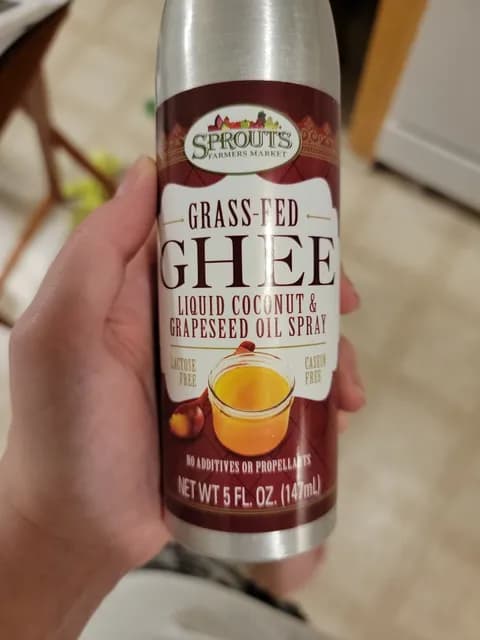 SPROUTS
FARMERS MARKET
GRASS-FED
GHEE
LIQUID COCONUT &
GRAPESEED OIL SPRAY
LACTOSE
FREE
CASEIN
FREE
NO ADDITIVES OR PROPELLANTS
NET WT 5 FL. OZ. (147mL)